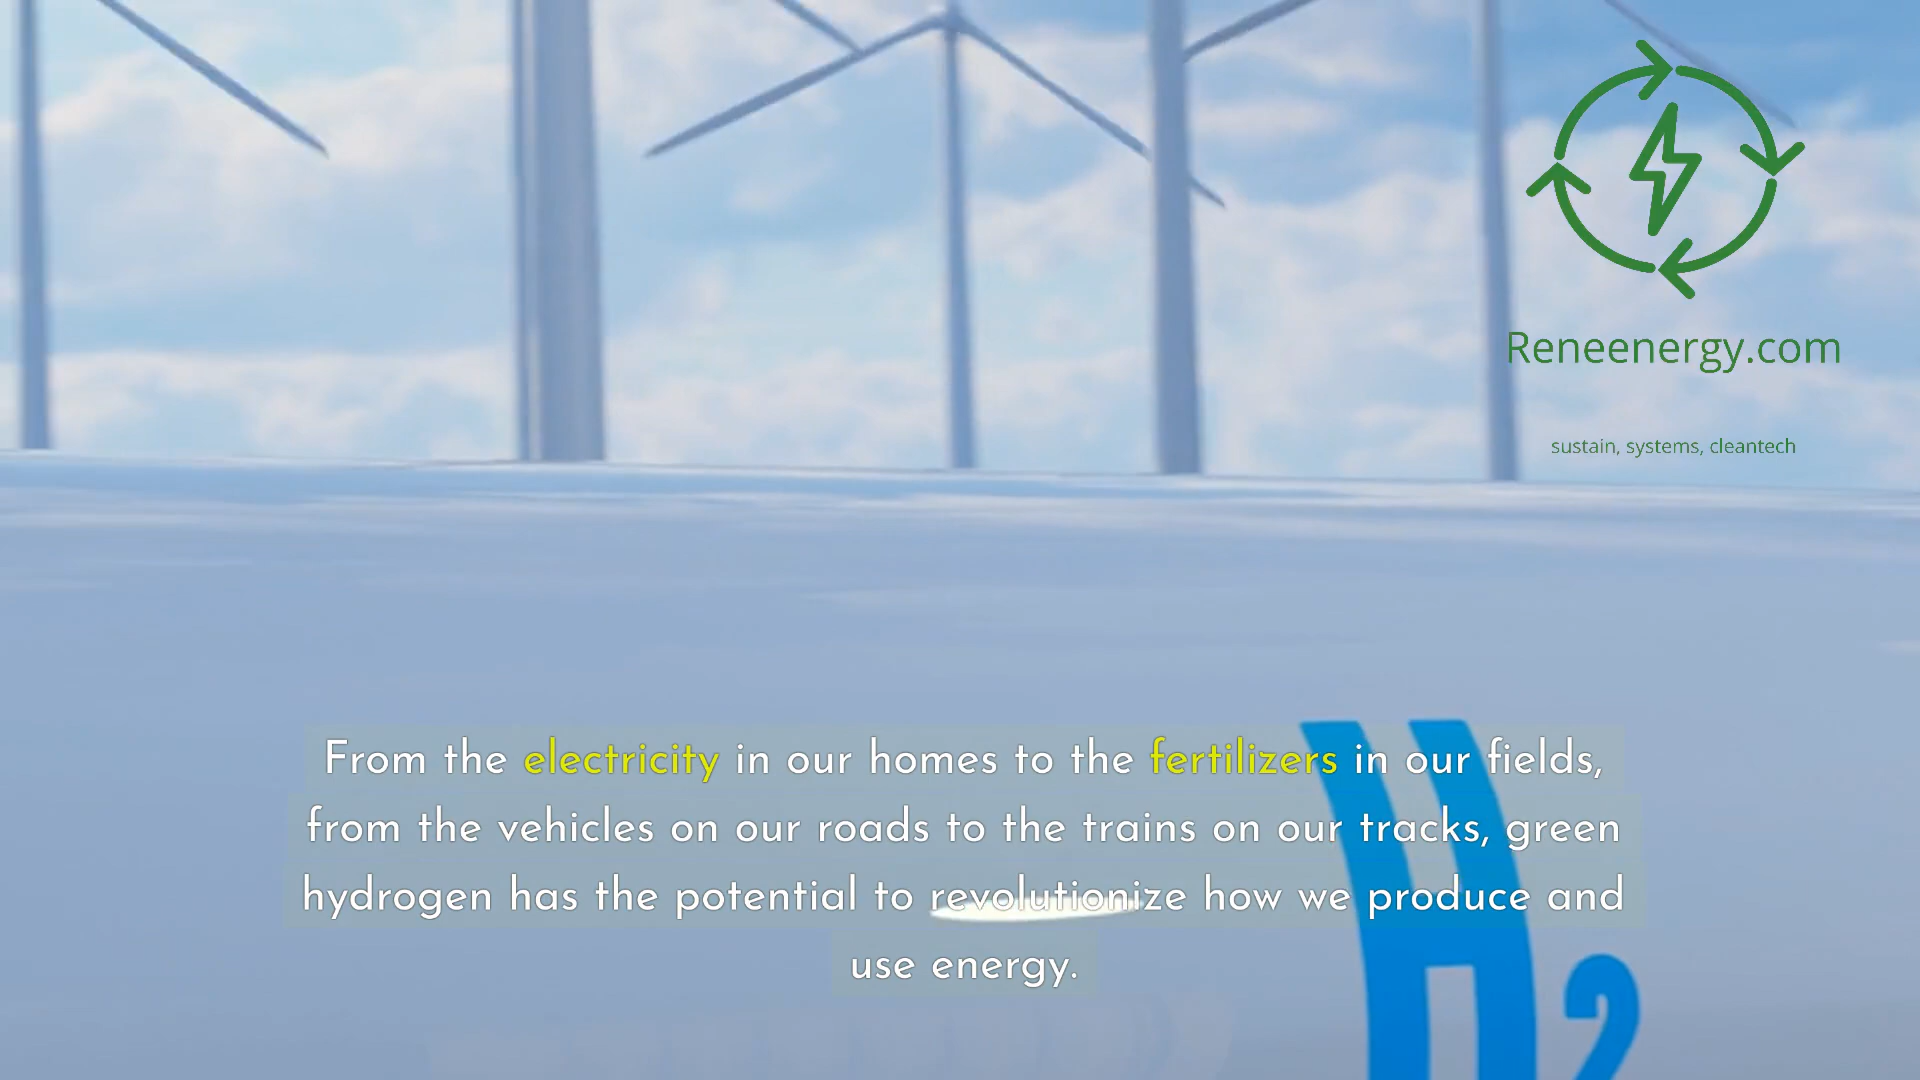 Reneenergy.com
sustain, systems, cleantech
From the electricity in our homes to the fertilizers in our fields,
from the vehicles on our roads to the trains on our tracks, green
hydrogen has the potential to revolutionize how we produce and
use energy.
H2